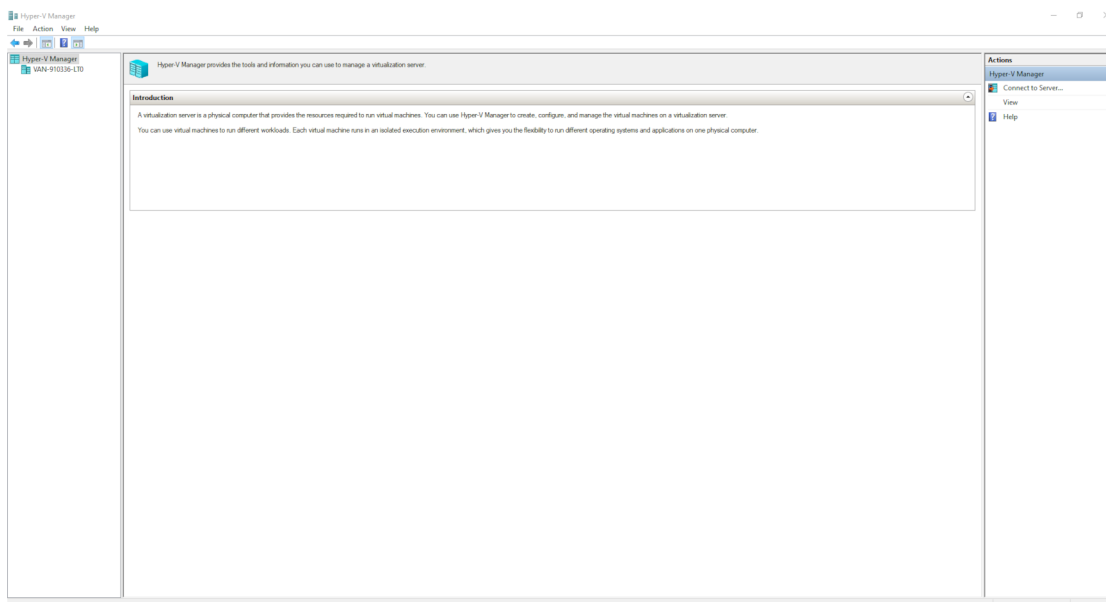 Hyper-V Manager
File Action View Help
Hyper-V Manager
VAN-910336-LT0
Hyper-V Manager provides the tools and information you can use to manage a virtualization server.
Introduction
A virtualization server is a physical computer that provides the resources required to run virtual machines. You can use Hyper-V Manager to create, configure, and manage the virtual machines on a virtualization server.
You can use virtual machines to run different workloads. Each virtual machine runs in an isolated execution environment, which gives you the flexibility to run different operating systems and applications on one physical computer.
Actions
Hyper-V Manager
Connect to Server...
View
Help